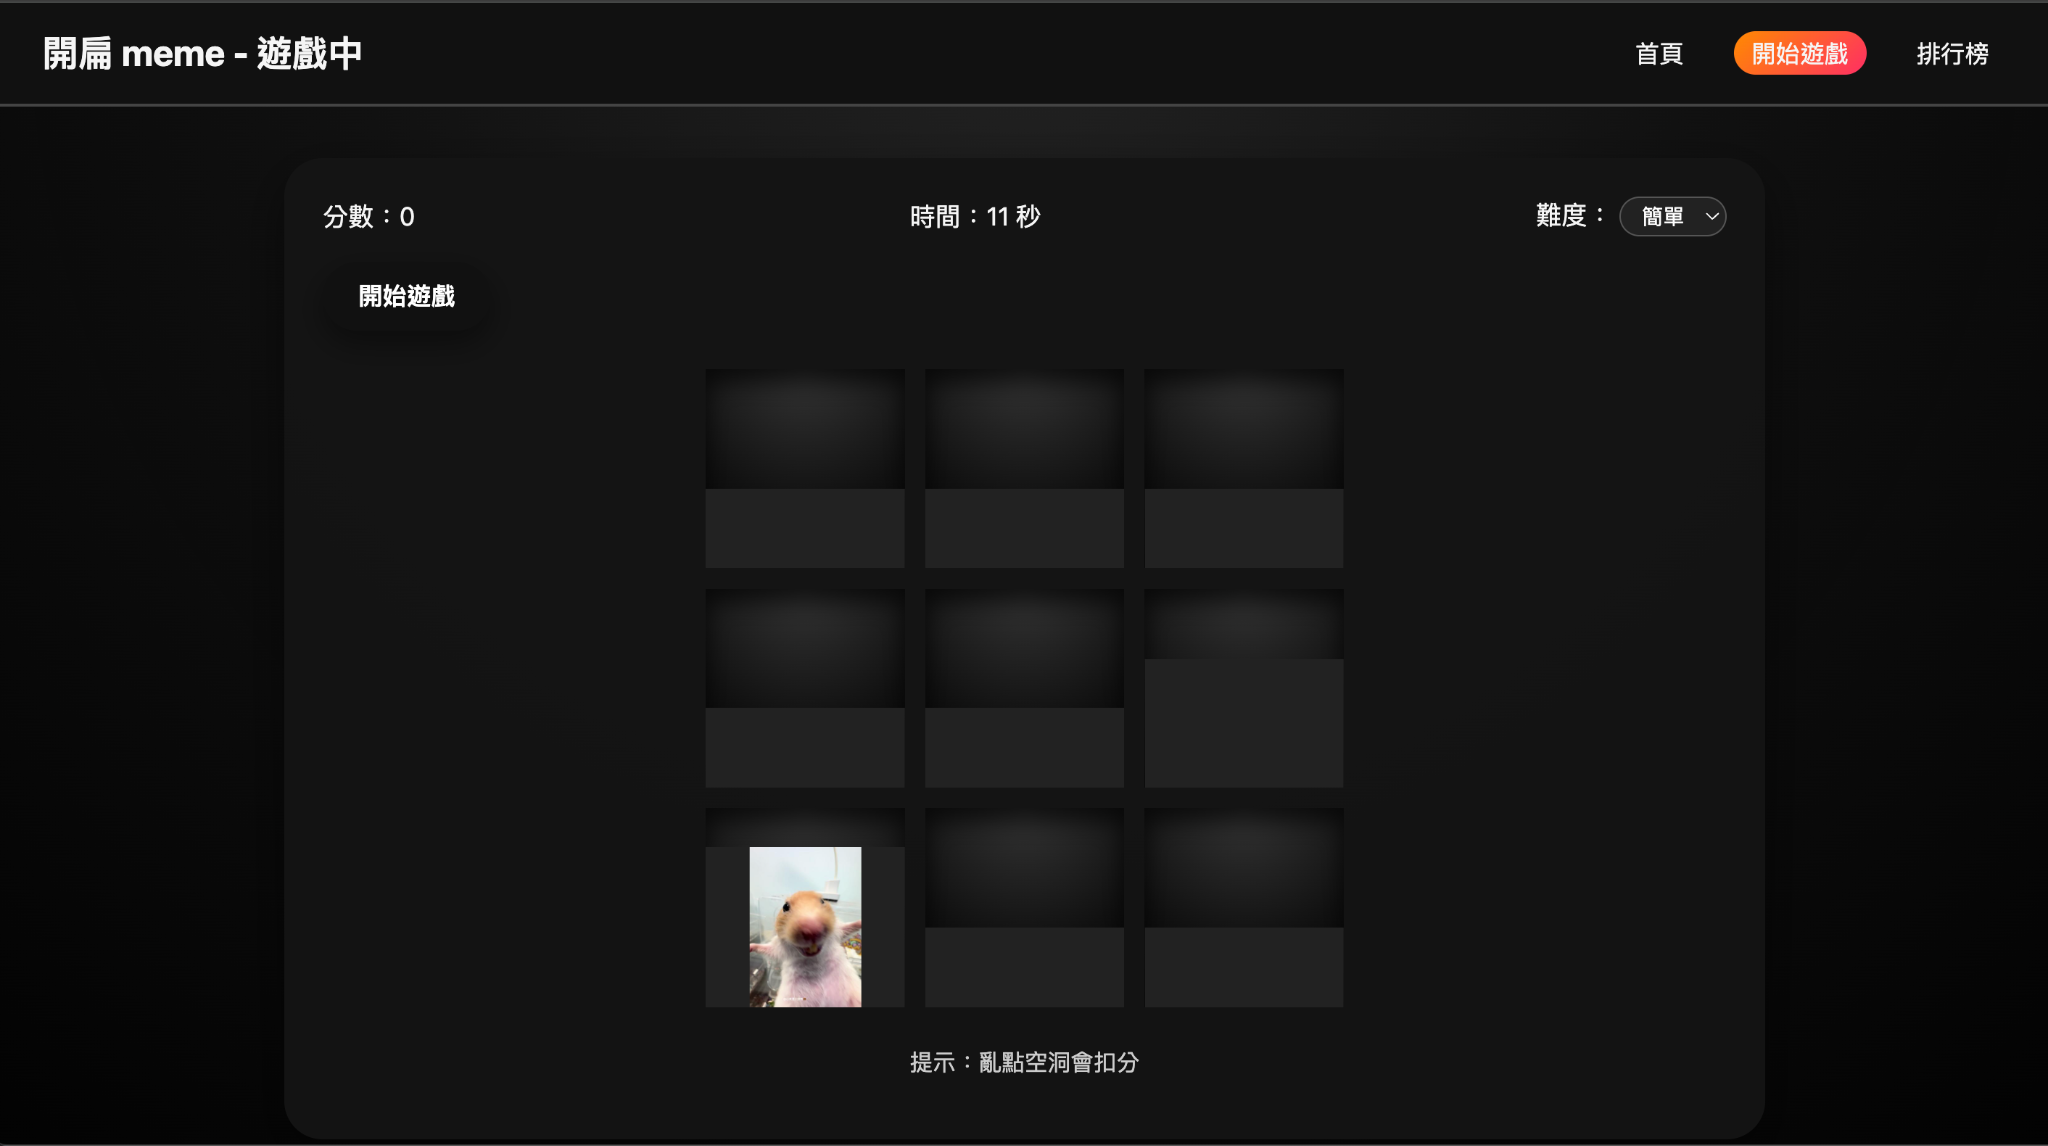 開扁 meme - 遊戲中
首頁
開始遊戲
排行榜
分數：0
時間：11 秒
難度：
簡單
開始遊戲
提示：亂點空洞會扣分